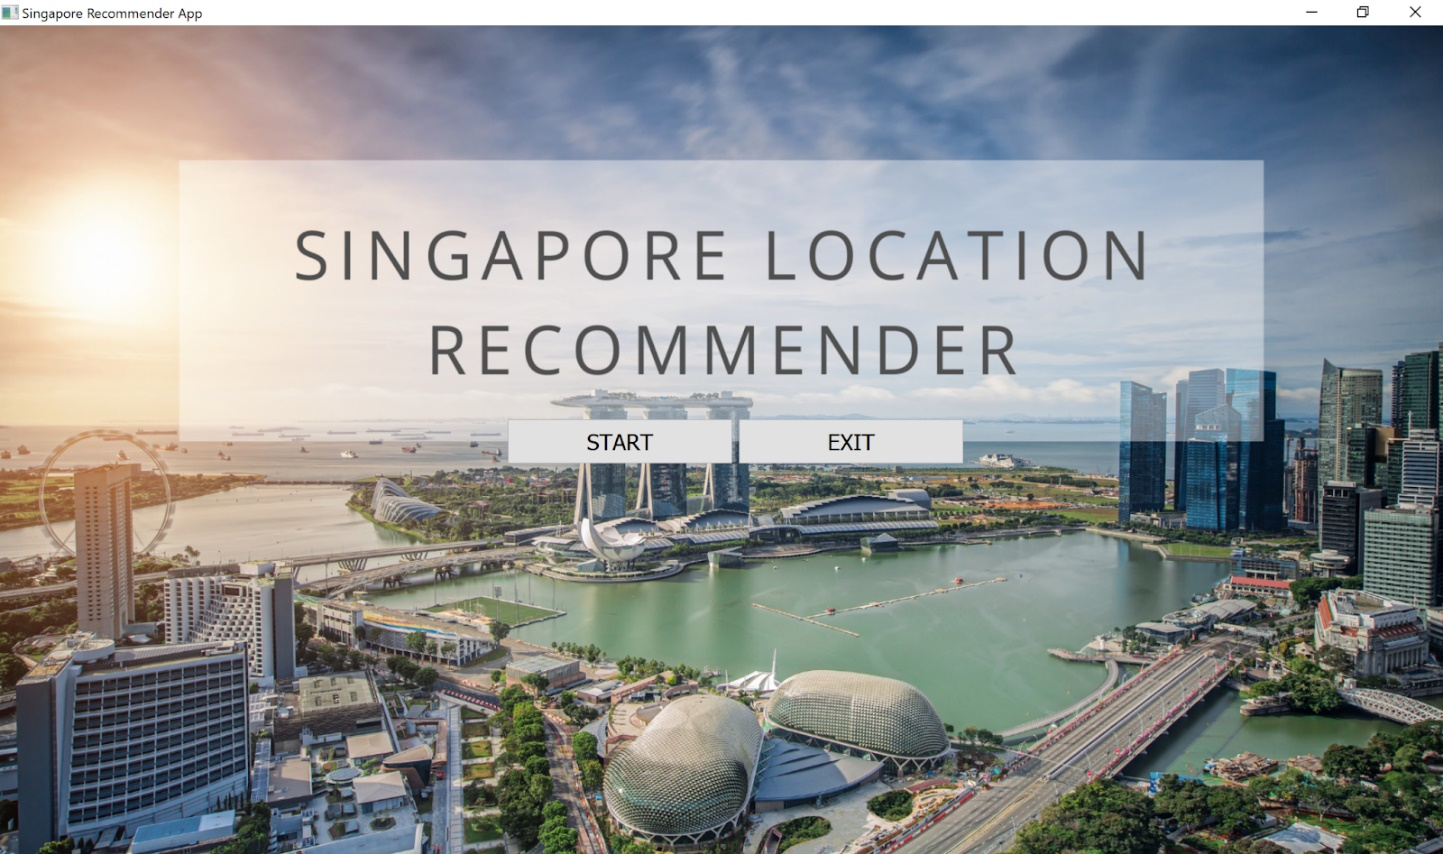 Singapore Recommender App
SINGAPORE LOCATION
RECOMMENDER
START
EXIT